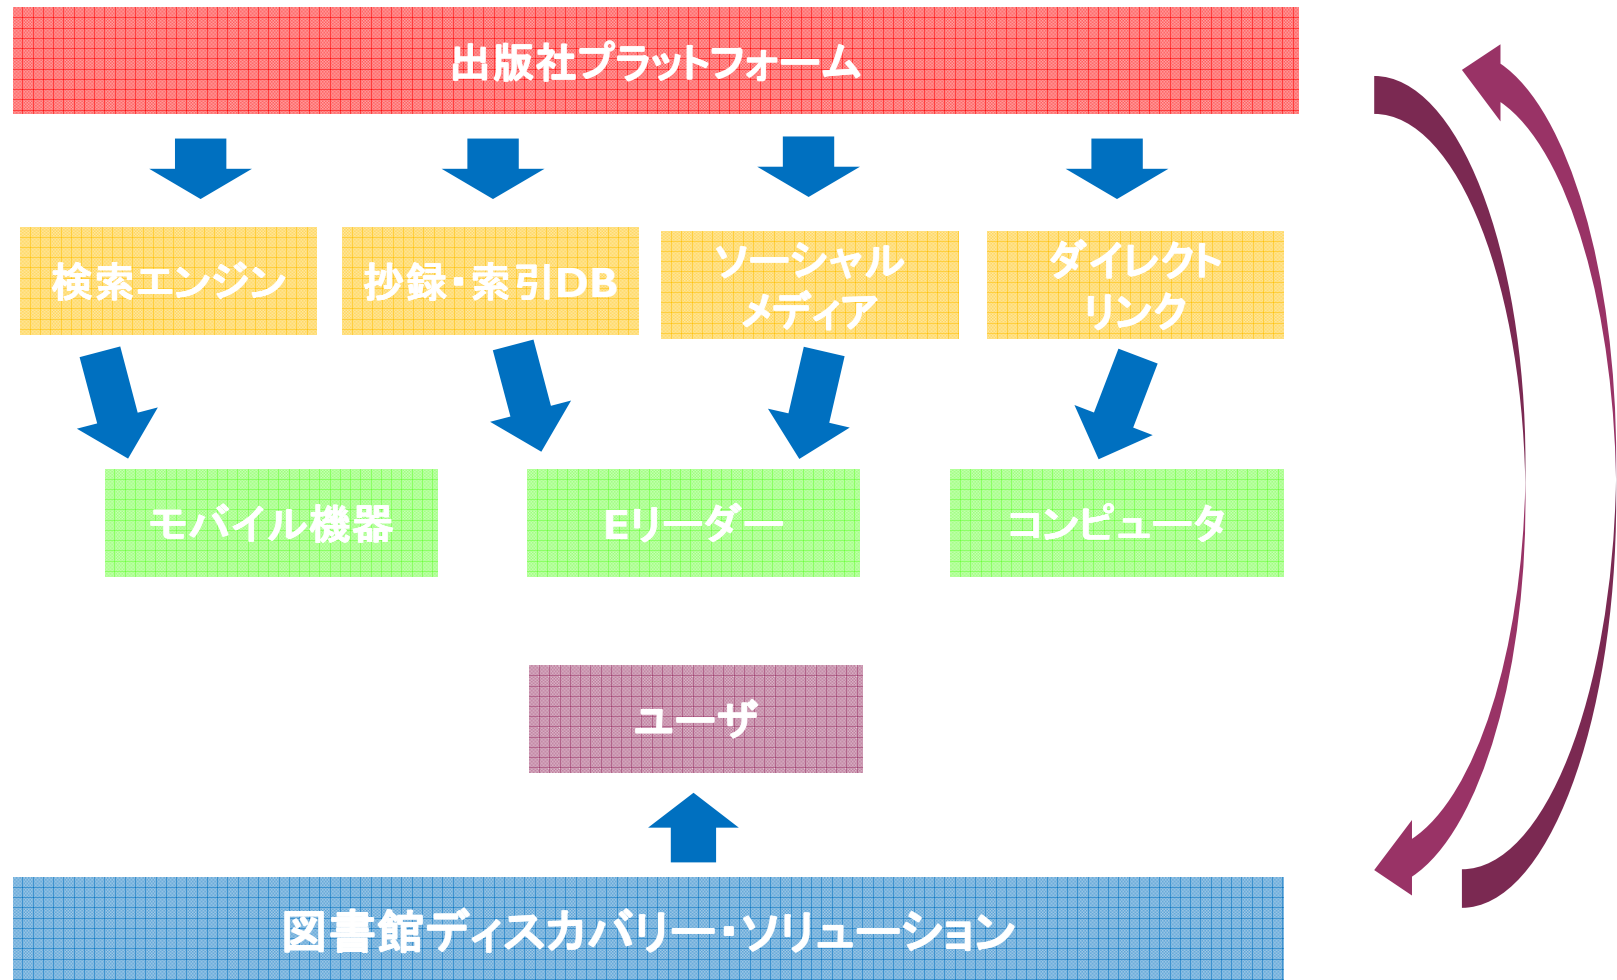 出版社プラットフォーム
検索エンジン
抄録・索引DB
ソーシャル
メディア
ダイレクト
リンク
モバイル機器
Eリーダー
コンピュータ
ユーザ
図書館ディスカバリー・ソリューション